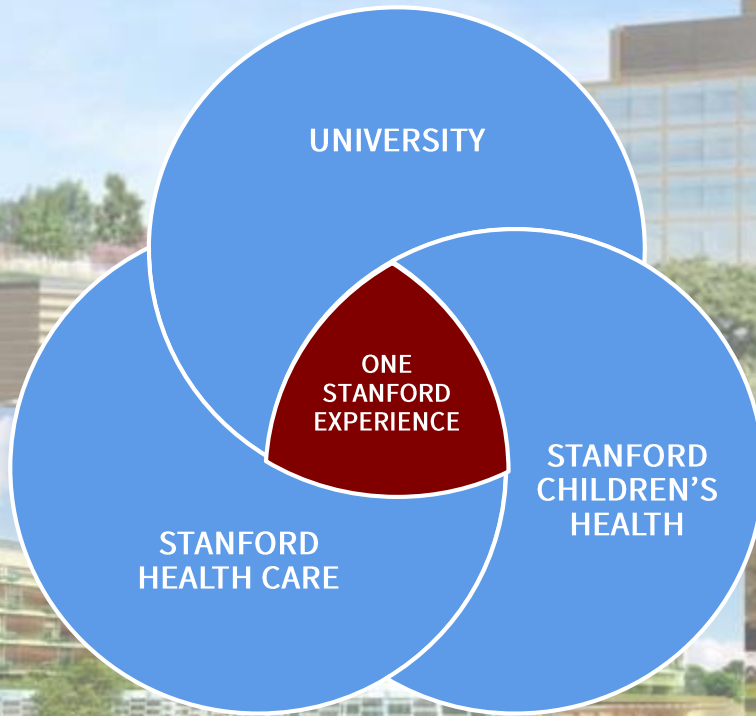 UNIVERSITY
ONE
STANFORD
EXPERIENCE
STANFORD
CHILDREN’S
HEALTH
STANFORD
HEALTH CARE